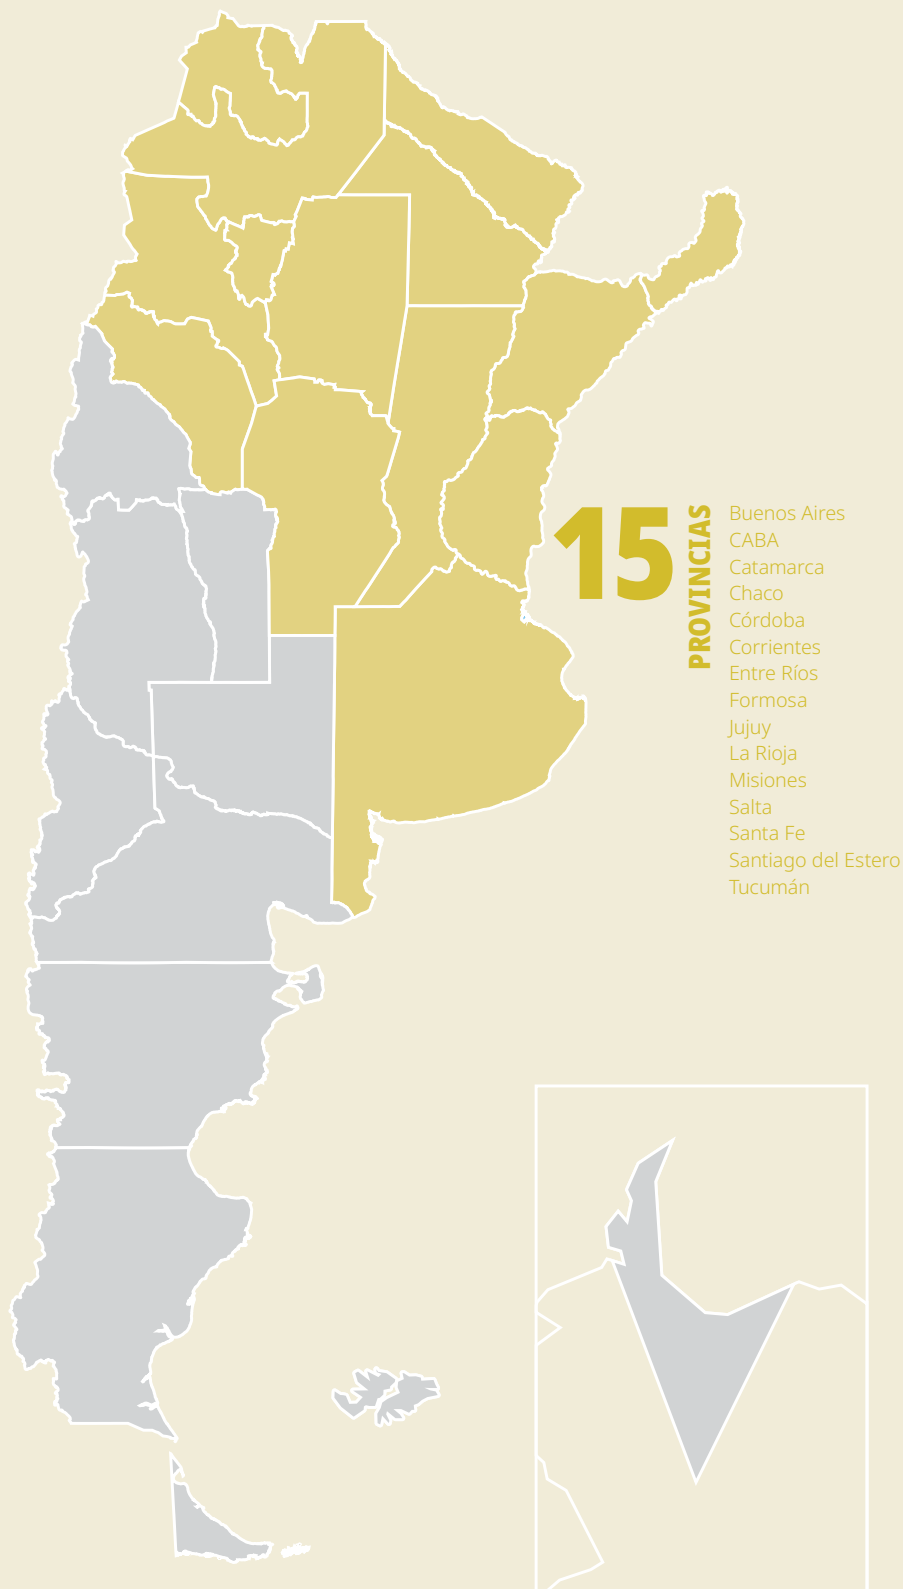 15
PROVINCIAS
Buenos Aires
CABA
Catamarca
Chaco
Córdoba
Corrientes
Entre Ríos
Formosa
Jujuy
La Rioja
Misiones
Salta
Santa Fe
Santiago del Estero
Tucumán